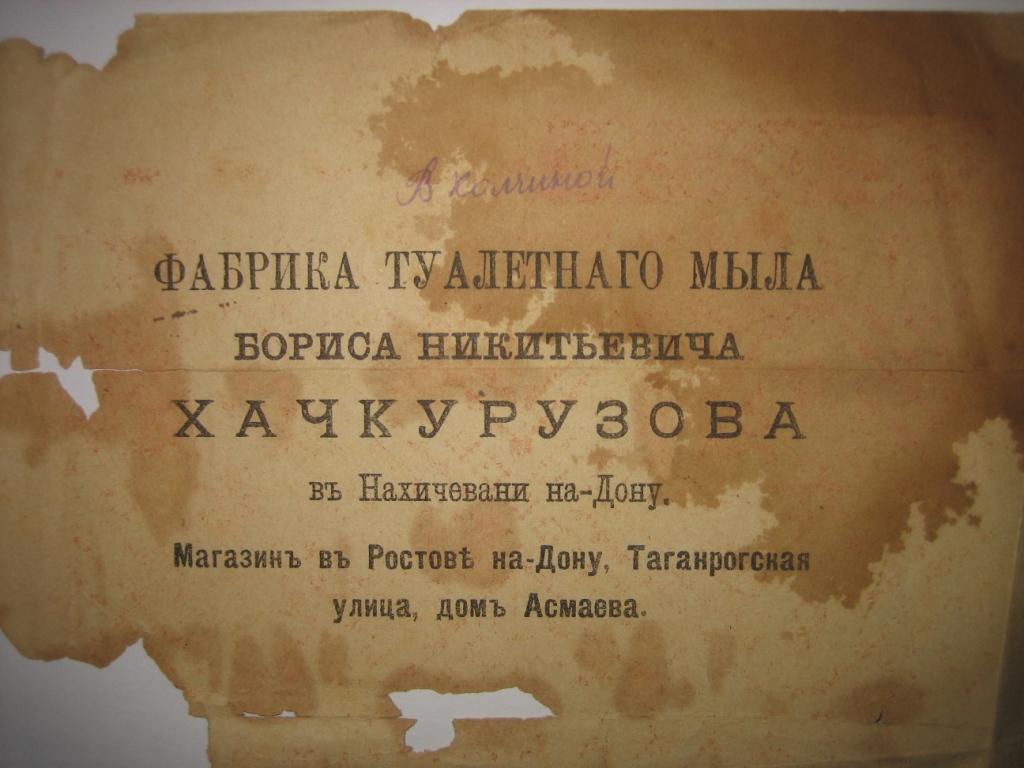 В колчиной
ФАБРИКА ТУАЛЕТНАГО МЫЛА
БОРИСА НИКИТЬЕВИЧА
ХАЧКУРУЗОВА
въ Нахичевани на-Дону.
Магазинъ въ Ростовѣ на-Дону, Таганрогская
улица, домъ Асмаева.